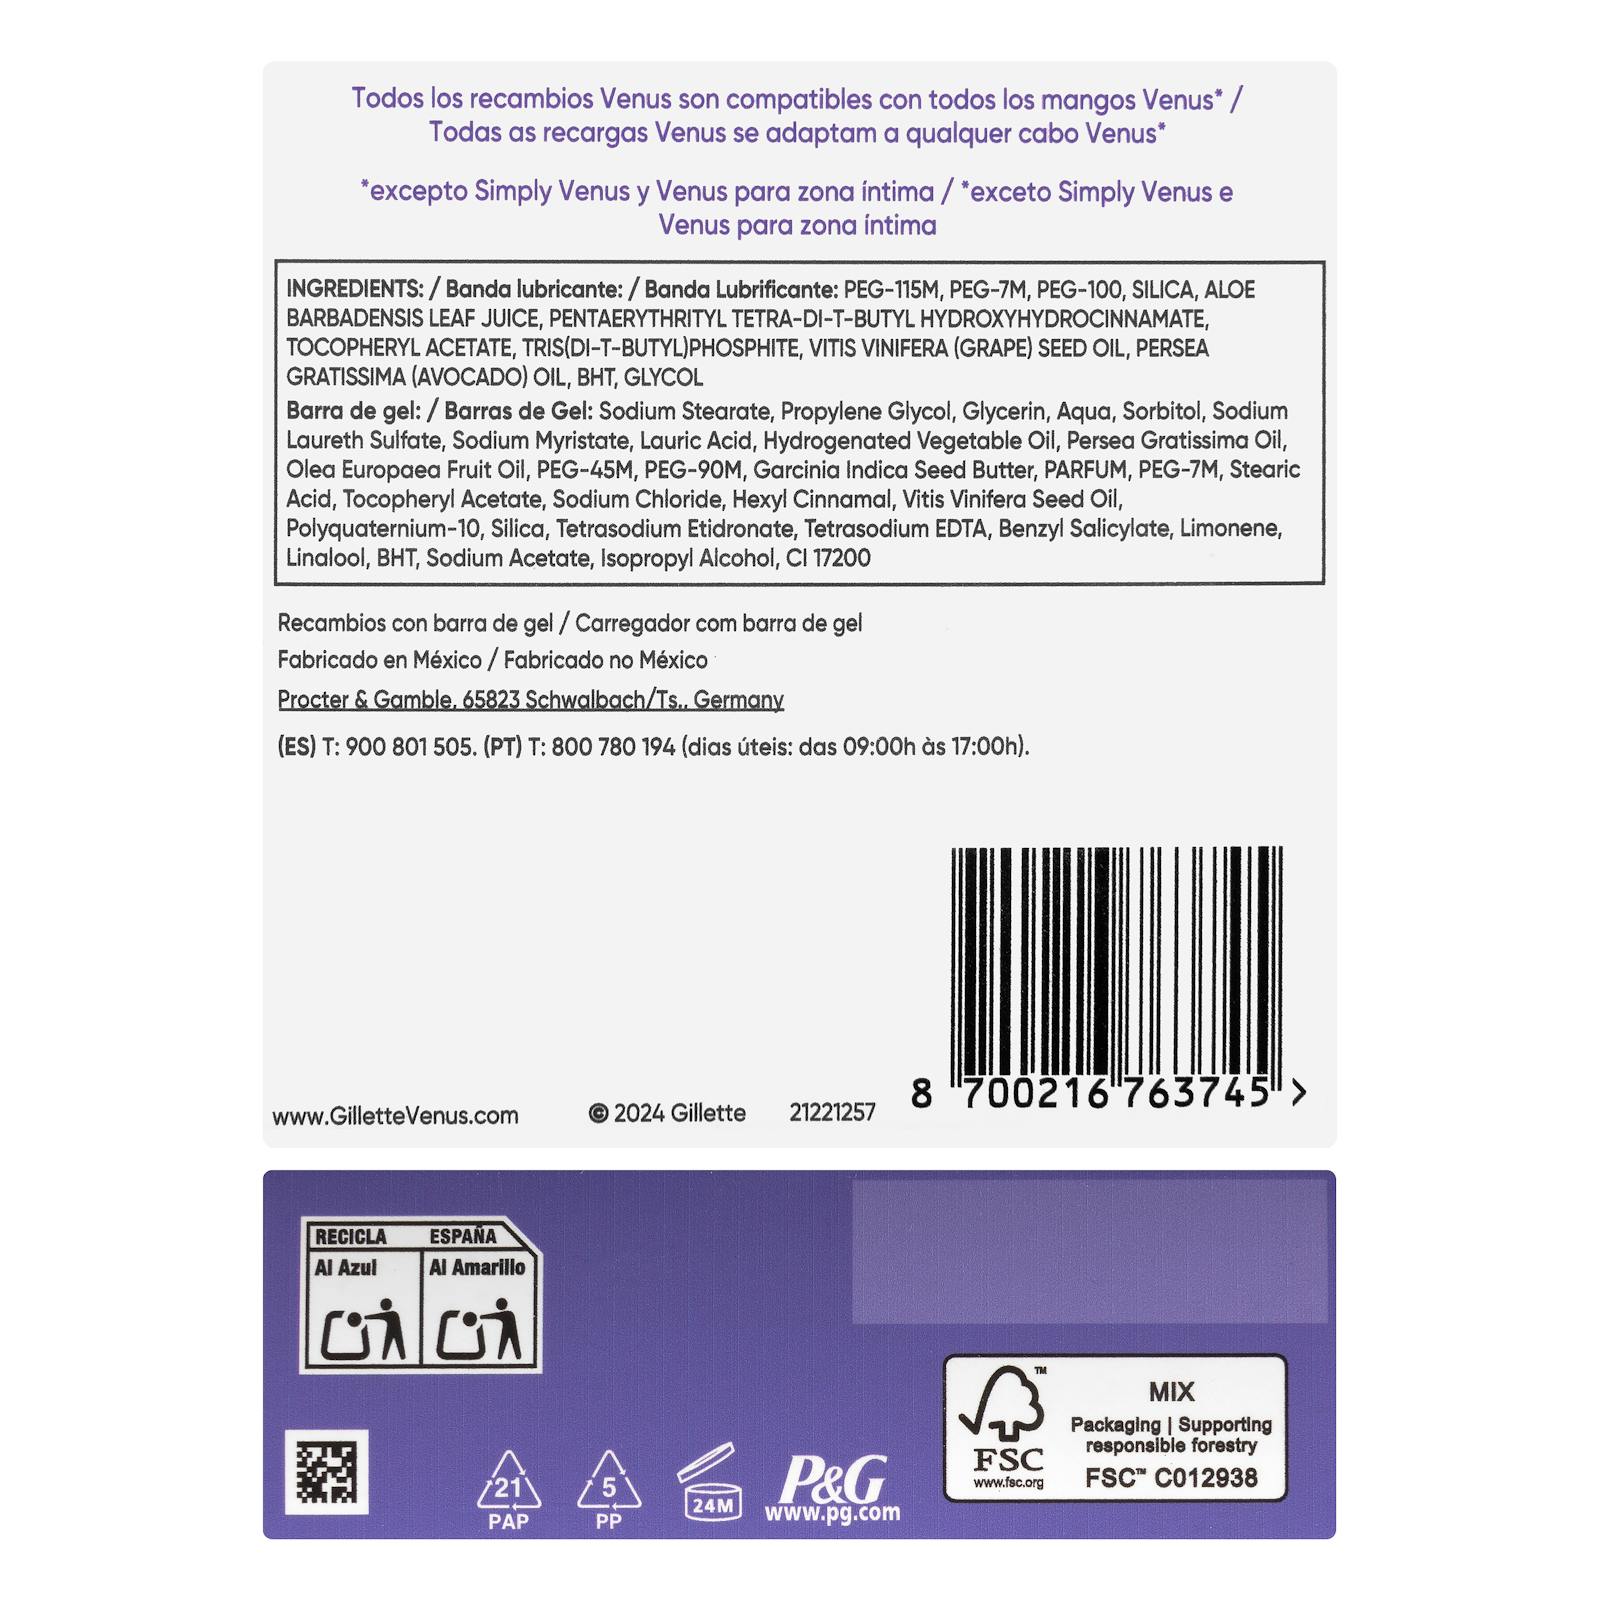 Todos los recambios Venus son compatibles con todos los mangos Venus* /
Todas as recargas Venus se adaptam a qualquer cabo Venus*
*excepto Simply Venus y Venus para zona íntima / *exceto Simply Venus e
Venus para zona íntima
INGREDIENTS: / Banda lubricante: / Banda Lubrificante: PEG-115M, PEG-7M, PEG-100, SILICA, ALOE
BARBADENSIS LEAF JUICE, PENTAERYTHRITYL TETRA-DI-T-BUTYL HYDROXYHYDROCINNAMATE,
TOCOPHERYL ACETATE, TRIS(DI-T-BUTYL)PHOSPHITE, VITIS VINIFERA (GRAPE) SEED OIL, PERSEA
GRATISSIMA (AVOCADO) OIL, BHT, GLYCOL
Barra de gel: / Barras de Gel: Sodium Stearate, Propylene Glycol, Glycerin, Aqua, Sorbitol, Sodium
Laureth Sulfate, Sodium Myristate, Lauric Acid, Hydrogenated Vegetable Oil, Persea Gratissima Oil,
Olea Europaea Fruit Oil, PEG-45M, PEG-90M, Garcinia Indica Seed Butter, PARFUM, PEG-7M, Stearic
Acid, Tocopheryl Acetate, Sodium Chloride, Hexyl Cinnamal, Vitis Vinifera Seed Oil,
Polyquaternium-10, Silica, Tetrasodium Etidronate, Tetrasodium EDTA, Benzyl Salicylate, Limonene,
Linalool, BHT, Sodium Acetate, Isopropyl Alcohol, CI 17200
Recambios con barra de gel / Carregador com barra de gel
Fabricado en México / Fabricado no México
Procter & Gamble, 65823 Schwalbach/Ts., Germany
(ES) T: 900 801 505. (PT) T: 800 780 194 (dias úteis: das 09:00h às 17:00h).
www.GilletteVenus.com © 2024 Gillette 21221257 8 700216 763745 >
RECICLA ESPAÑA
Al Azul Al Amarillo
MIX
Packaging | Supporting
responsible forestry
FSC™ C012938
™
FSC
www.fsc.org
21
PAP
5
PP
24M
P&G
www.pg.com